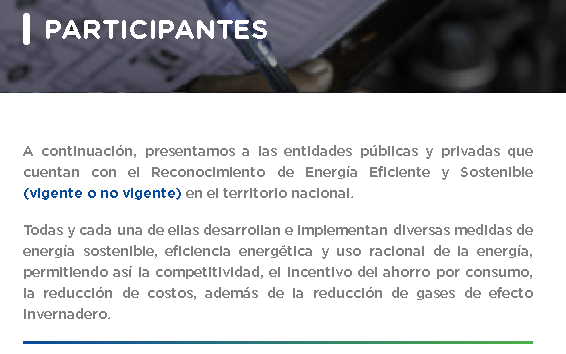 PARTICIPANTES
A continuación, presentamos a las entidades públicas y privadas que
cuentan con el Reconocimiento de Energía Eficiente y Sostenible
(vigente o no vigente) en el territorio nacional.
Todas y cada una de ellas desarrollan e implementan diversas medidas de
energía sostenible, eficiencia energética y uso racional de la energía,
permitiendo así la competitividad, el incentivo del ahorro por consumo,
la reducción de costos, además de la reducción de gases de efecto
invernadero.